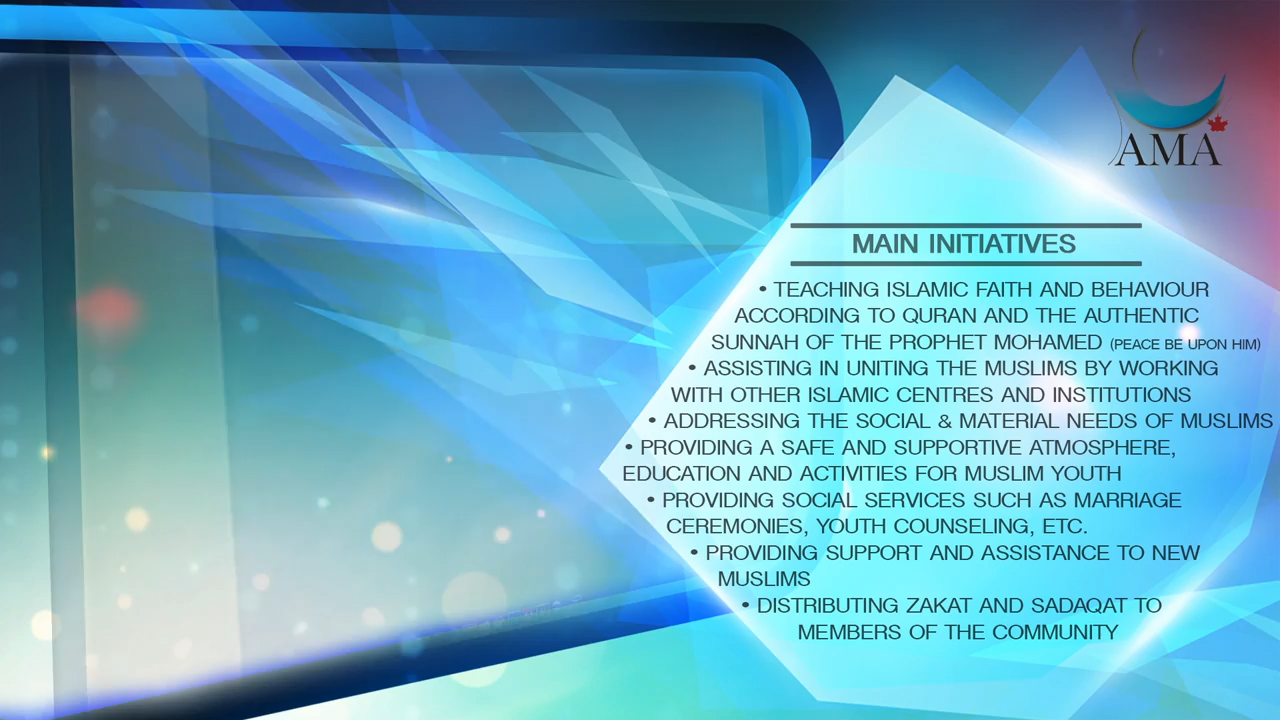 AMA
MAIN INITIATIVES
• TEACHING ISLAMIC FAITH AND BEHAVIOUR
ACCORDING TO QURAN AND THE AUTHENTIC
SUNNAH OF THE PROPHET MOHAMED (PEACE BE UPON HIM)
• ASSISTING IN UNITING THE MUSLIMS BY WORKING
WITH OTHER ISLAMIC CENTRES AND INSTITUTIONS
• ADDRESSING THE SOCIAL & MATERIAL NEEDS OF MUSLIMS
• PROVIDING A SAFE AND SUPPORTIVE ATMOSPHERE,
EDUCATION AND ACTIVITIES FOR MUSLIM YOUTH
• PROVIDING SOCIAL SERVICES SUCH AS MARRIAGE
CEREMONIES, YOUTH COUNSELING, ETC.
• PROVIDING SUPPORT AND ASSISTANCE TO NEW
MUSLIMS
• DISTRIBUTING ZAKAT AND SADAQAT TO
MEMBERS OF THE COMMUNITY